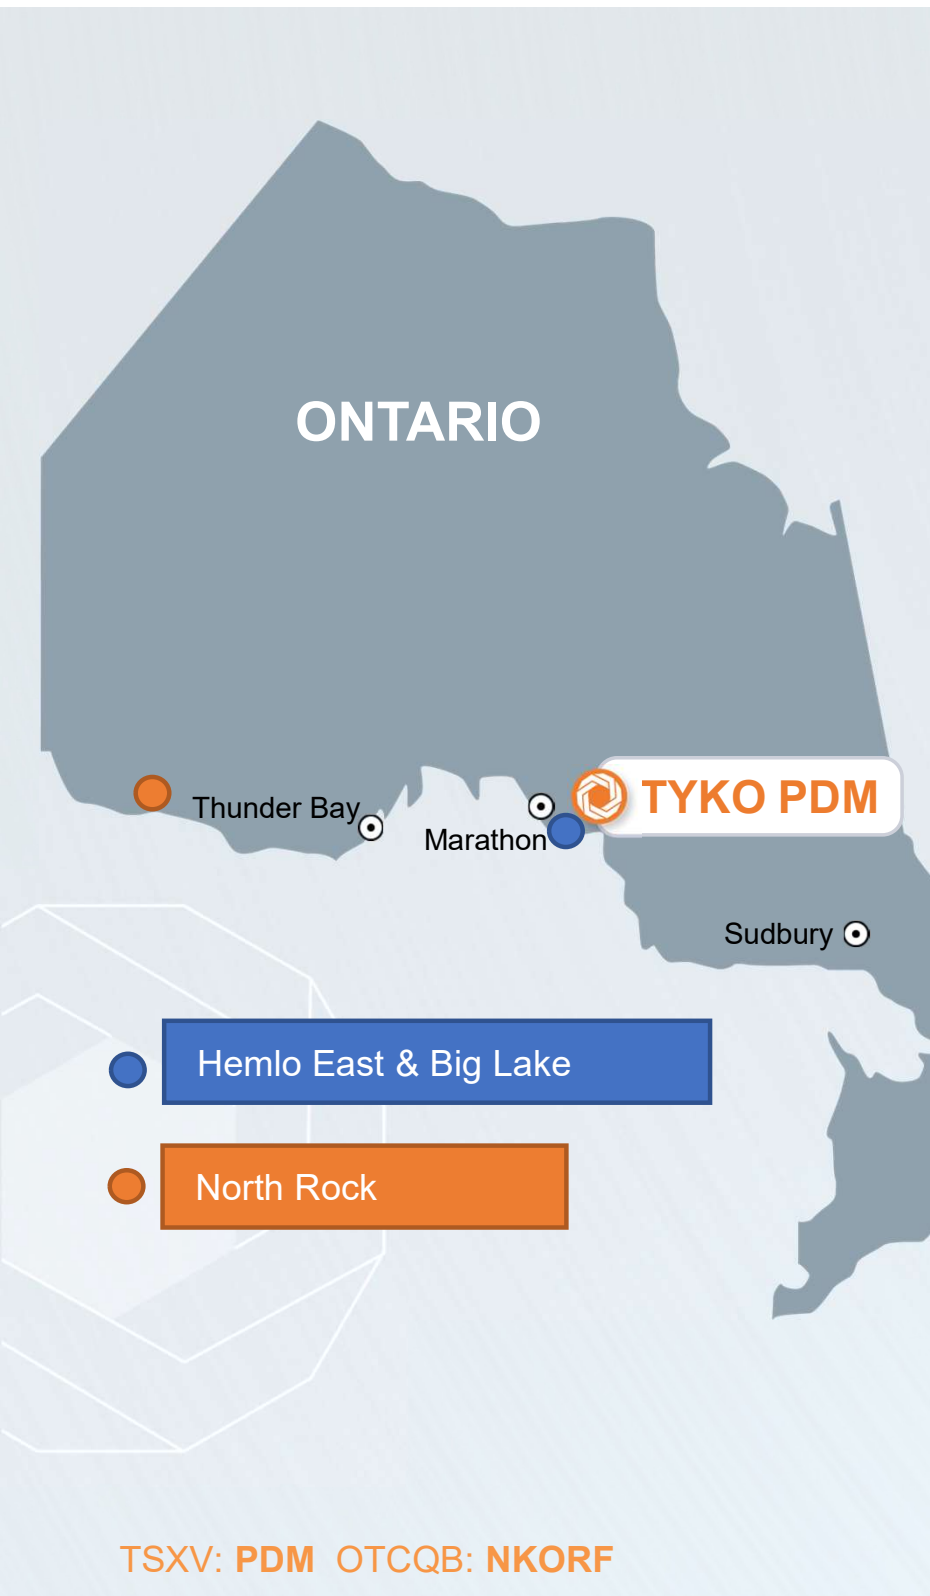 ONTARIO
TYKO PDM
Thunder Bay
Marathon
Sudbury
Hemlo East & Big Lake
North Rock
TSXV: PDM OTCQB: NKORF